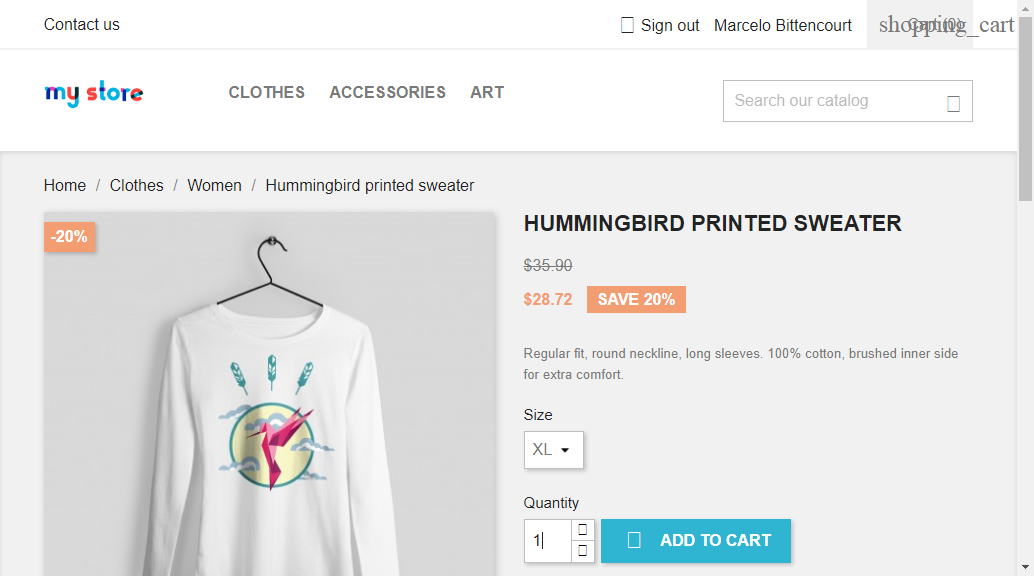 Contact us
Sign out Marcelo Bittencourt shopping_cart Cart (0)
my store CLOTHES ACCESSORIES ART Search our catalog
Home / Clothes / Women / Hummingbird printed sweater
-20%
HUMMINGBIRD PRINTED SWEATER
$35.90
$28.72 SAVE 20%
Regular fit, round neckline, long sleeves. 100% cotton, brushed inner side
for extra comfort.
Size
XL
Quantity
1
ADD TO CART